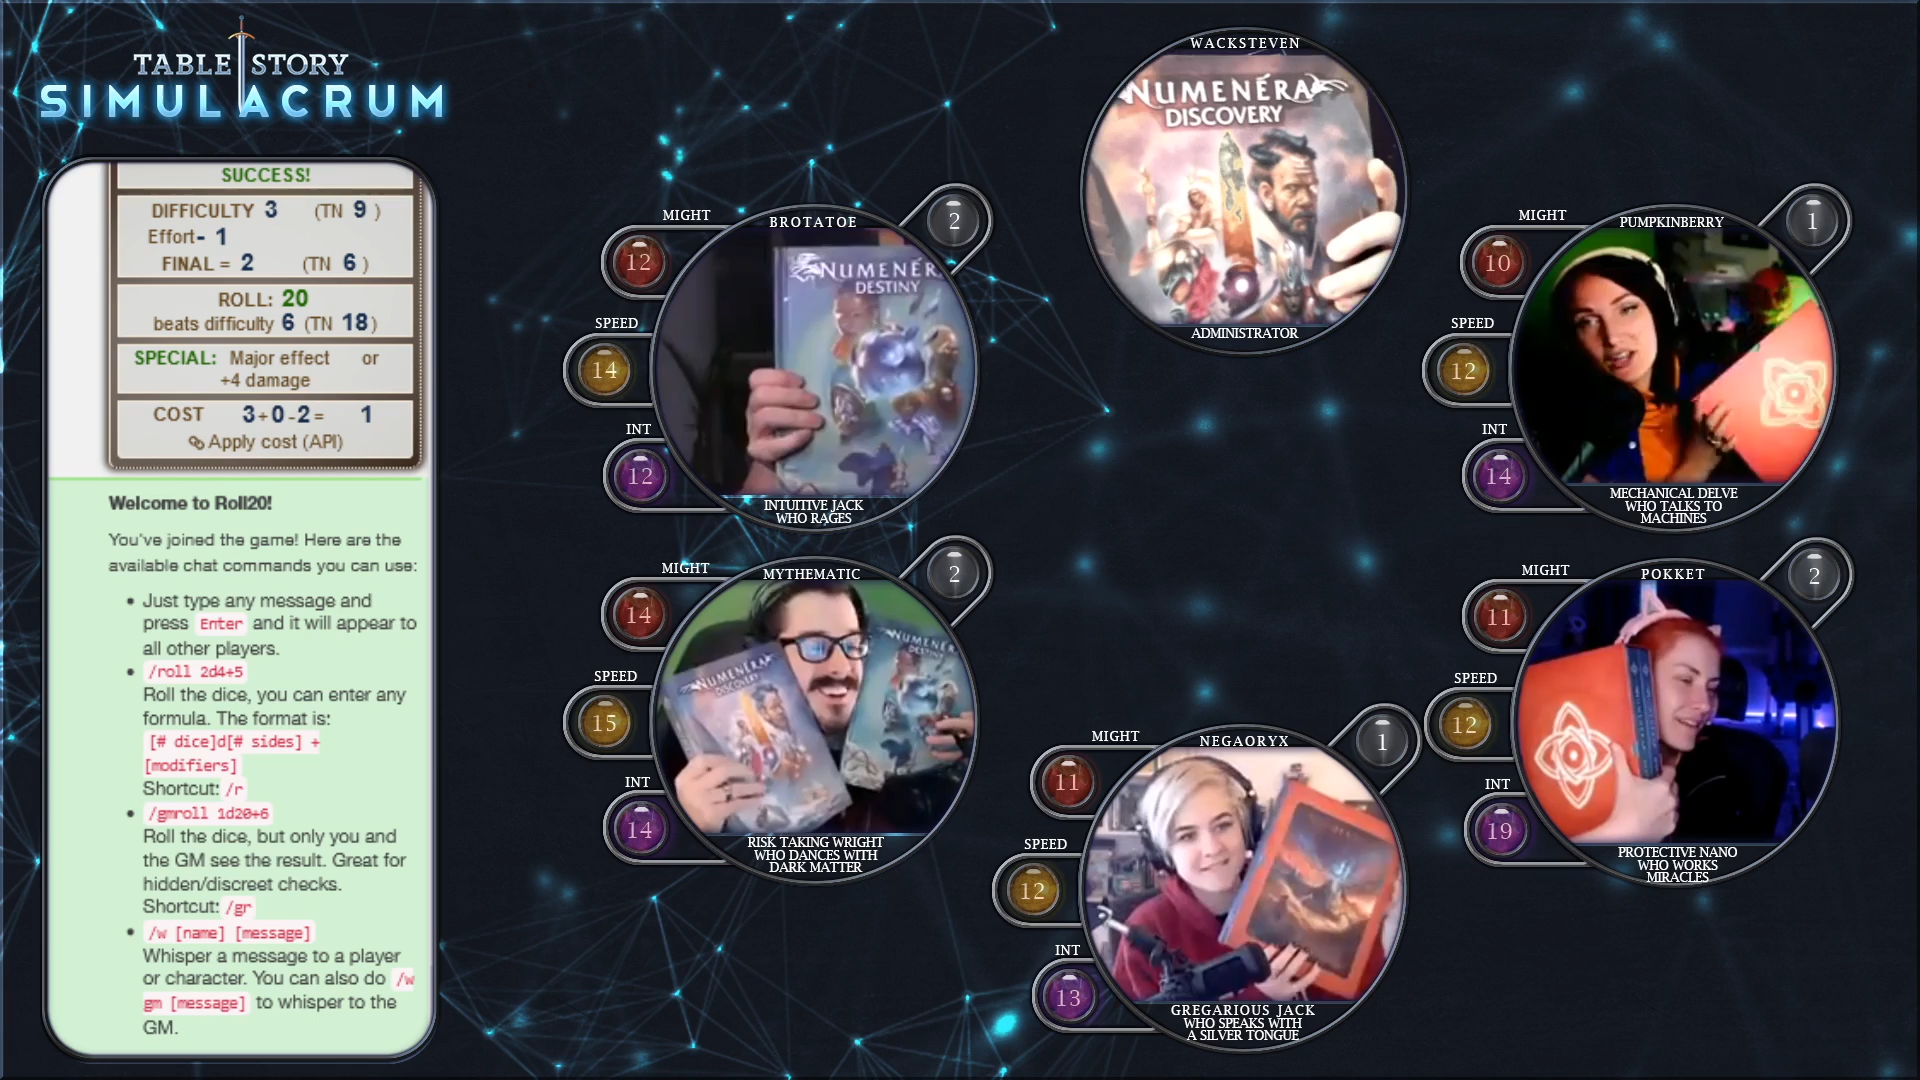 TABLE STORY
SIMULACRUM
SUCCESS!
DIFFICULTY 3 (TN 9 )
Effort- 1
FINAL = 2 (TN 6 )
ROLL: 20
beats difficulty 6 (TN 18)
SPECIAL: Major effect or
+4 damage
COST 3+0-2= 1
Apply cost (API)
Welcome to Roll20!
You've joined the game! Here are the
available chat commands you can use:
• Just type any message and
press Enter and it will appear to
all other players.
• /roll 2d4+5
Roll the dice, you can enter any
formula. The format is:
[# dice]d[# sides] +
[modifiers]
Shortcut: /r
• /gmroll 1d20+6
Roll the dice, but only you and
the GM see the result. Great for
hidden/discreet checks.
Shortcut: /gr
• /w [name] [message]
Whisper a message to a player
or character. You can also do /w
gm [message] to whisper to the
GM.
WACKSTEVEN
NUMENÉRA
DISCOVERY
ADMINISTRATOR
BROTATOE
2
MIGHT
12
SPEED
14
INT
12
NUMENÉR
DESTINY
INTUITIVE JACK
WHO RAGES
PUMPKINBERRY
1
MIGHT
10
SPEED
12
INT
14
MECHANICAL DELVE
WHO TALKS TO
MACHINES
MYTHEMATIC
2
MIGHT
14
SPEED
15
INT
14
NUMENÉRA
DISCOVERY
NUMENÉRA
DESTINY
RISK TAKING WRIGHT
WHO DANCES WITH
DARK MATTER
NEGAORYX
1
MIGHT
11
SPEED
12
INT
13
GREGARIOUS JACK
WHO SPEAKS WITH
A SILVER TONGUE
POKKET
2
MIGHT
11
SPEED
12
INT
19
PROTECTIVE NANO
WHO WORKS
MIRACLES